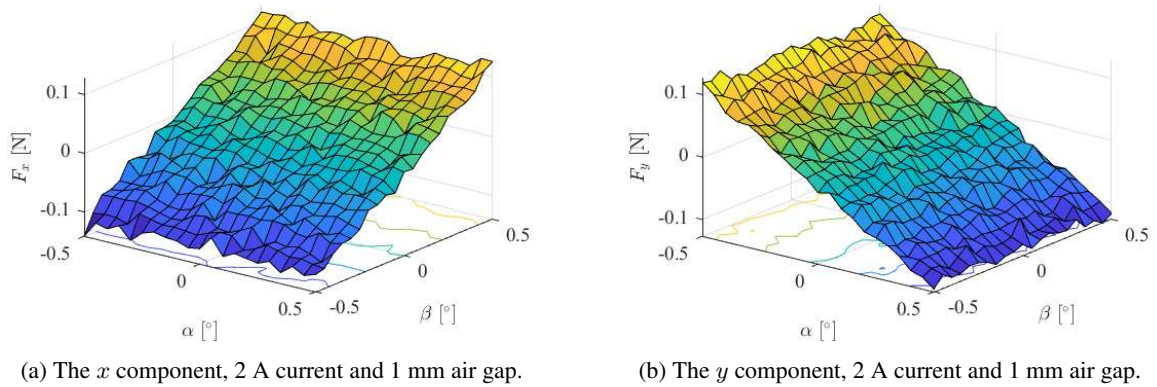 0.1
0
-0.1
F_x [N]
-0.5
0
0.5
α [°]
-0.5
0
0.5
β [°]
0.1
0
-0.1
F_y [N]
-0.5
0
0.5
α [°]
-0.5
0
0.5
β [°]
(a) The x component, 2 A current and 1 mm air gap.
(b) The y component, 2 A current and 1 mm air gap.